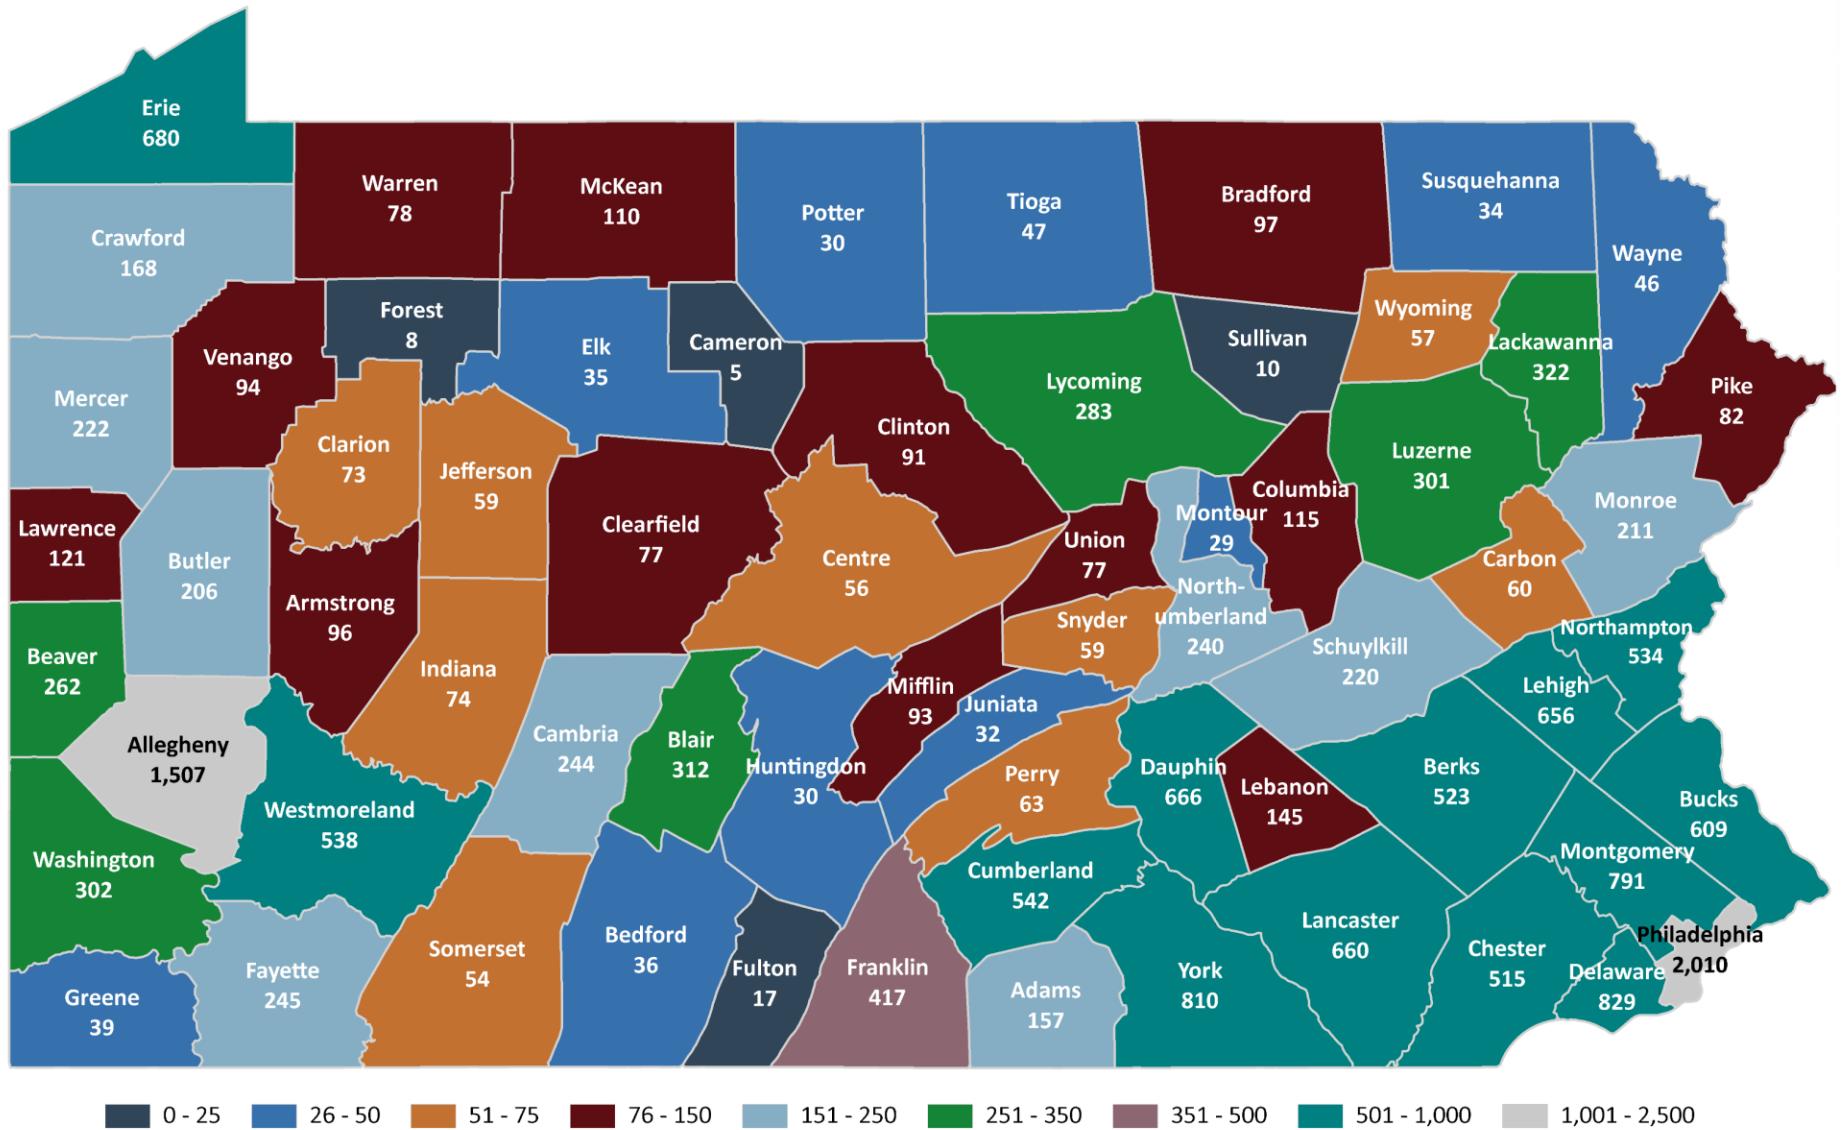 Erie
680
Warren
78
McKean
110
Potter
30
Tioga
47
Bradford
97
Susquehanna
34
Wayne
46
Crawford
168
Forest
8
Elk
35
Cameron
5
Sullivan
10
Wyoming
57
Lackawanna
322
Venango
94
Mercer
222
Lycoming
283
Pike
82
Clarion
73
Jefferson
59
Clinton
91
Luzerne
301
Columbia
115
Monroe
211
Montour
29
Lawrence
121
Butler
206
Clearfield
77
Centre
56
Union
77
Carbon
60
Armstrong
96
North-
umberland
240
Snyder
59
Northampton
534
Schuylkill
220
Beaver
262
Indiana
74
Mifflin
93
Juniata
32
Lehigh
656
Allegheny
1,507
Cambria
244
Blair
312
Huntingdon
30
Perry
63
Dauphin
666
Lebanon
145
Berks
523
Bucks
609
Westmoreland
538
Washington
302
Cumberland
542
Montgomery
791
Lancaster
660
Philadelphia
2,010
Chester
515
Delaware
829
Somerset
54
Bedford
36
Fulton
17
Franklin
417
Adams
157
York
810
Fayette
245
Greene
39
0 - 25
26 - 50
51 - 75
76 - 150
151 - 250
251 - 350
351 - 500
501 - 1,000
1,001 - 2,500